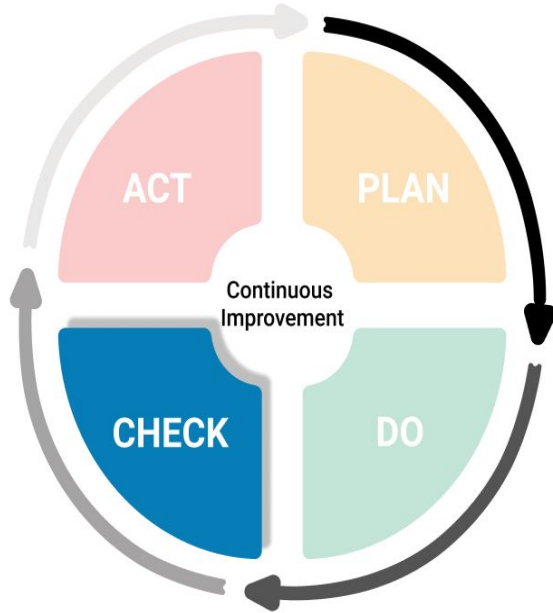 ACT
PLAN
Continuous
Improvement
CHECK
DO